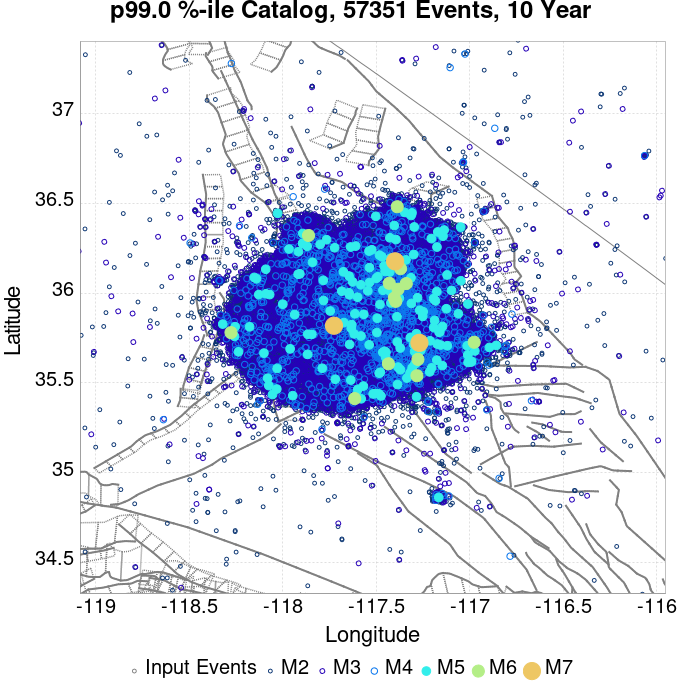 p99.0 %-ile Catalog, 57351 Events, 10 Year
37
36.5
36
35.5
35
34.5
Latitude
-119 -118.5 -118 -117.5 -117 -116.5 -116
Longitude
Input Events M2 M3 M4 M5 M6 M7